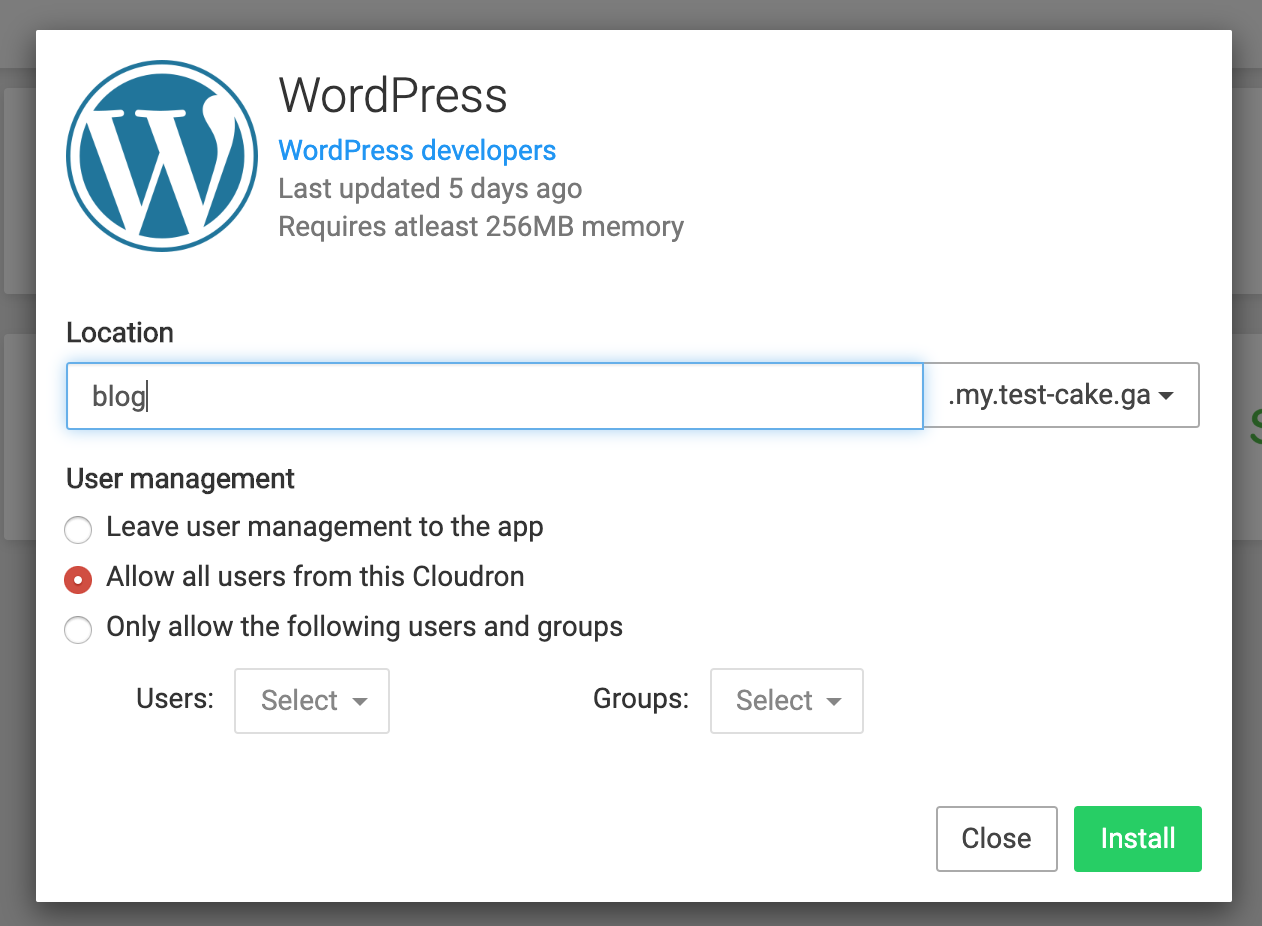 WordPress
WordPress developers
Last updated 5 days ago
Requires atleast 256MB memory
Location
blog .my.test-cake.ga
User management
Leave user management to the app
Allow all users from this Cloudron
Only allow the following users and groups
Users: Select Groups: Select
Close Install